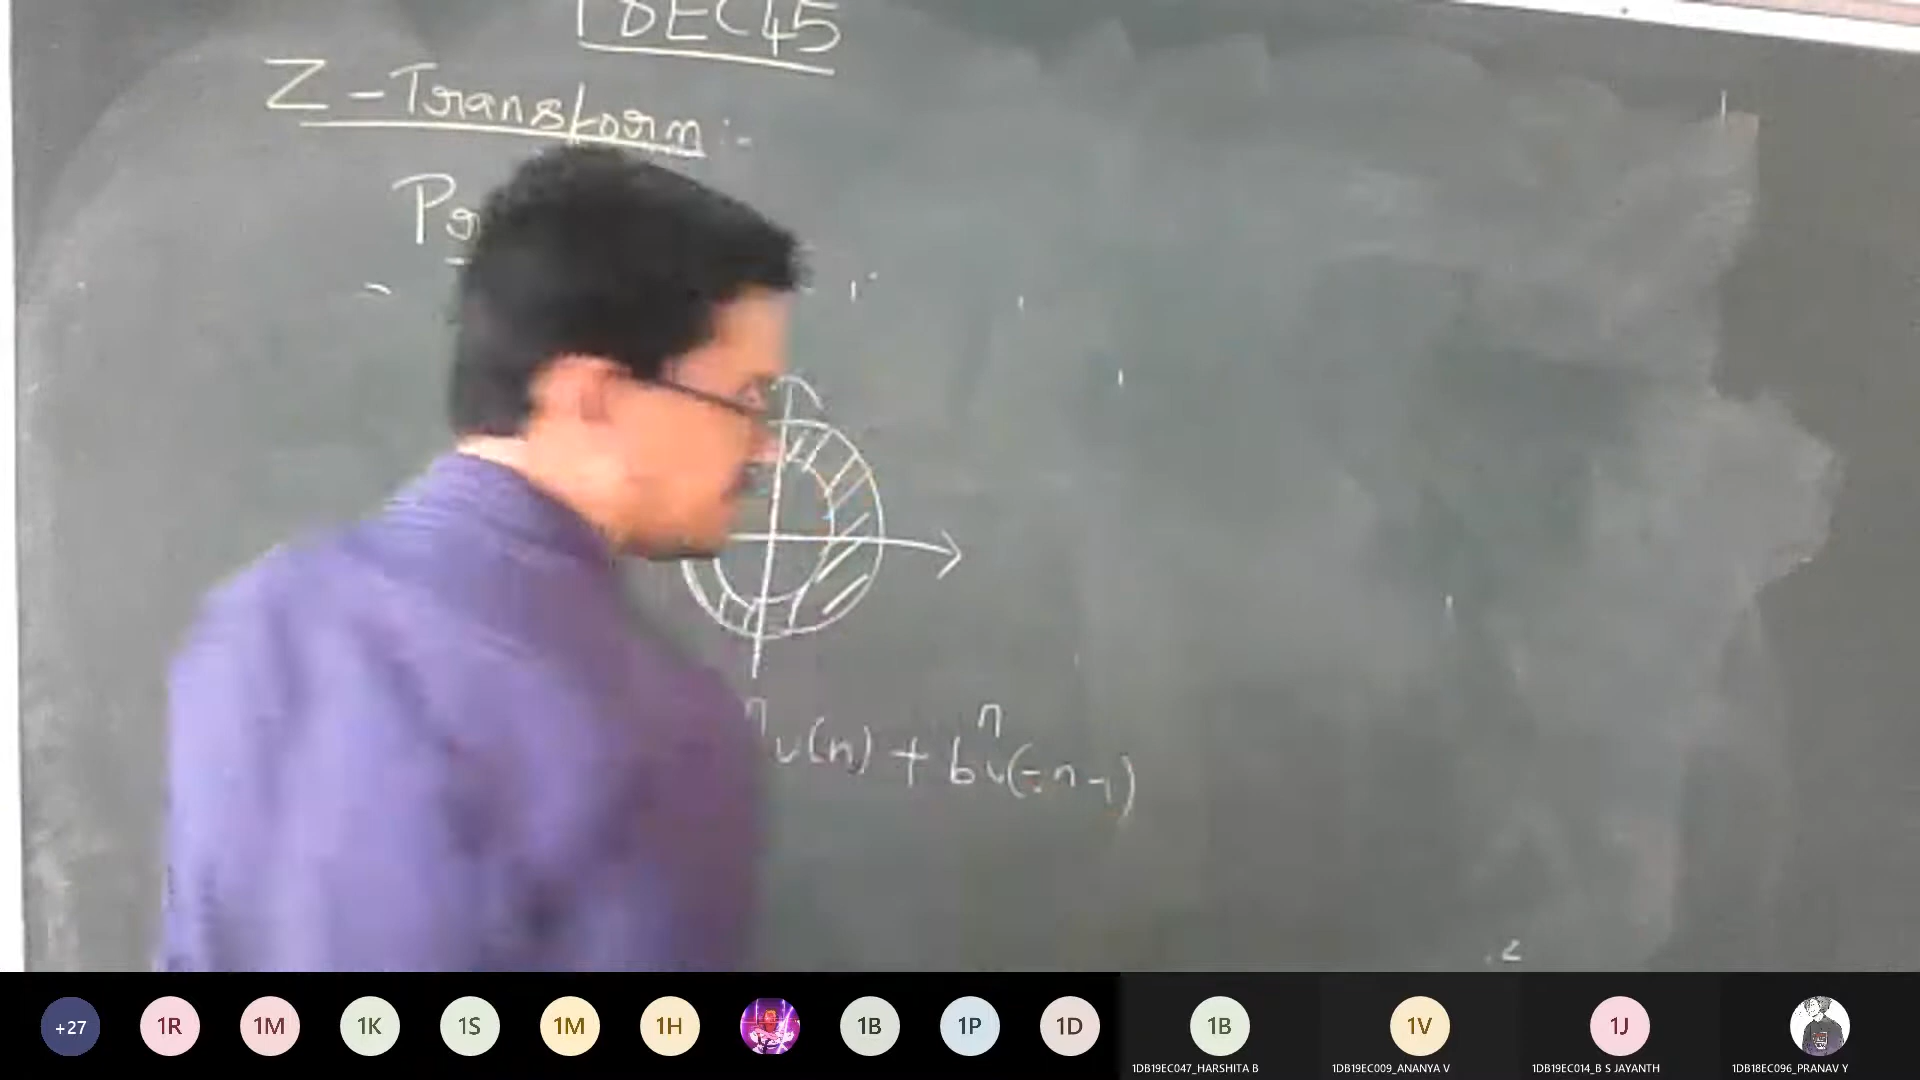 18EC45
Z-Transform :-
u(n) + bⁿu(-n-1)
+27
1R
1M
1K
1S
1M
1H
1B
1P
1D
1B
1V
1J
1DB19EC047_HARSHITA B
1DB19EC009_ANANYA V
1DB19EC014_B S JAYANTH
1DB18EC096_PRANAV Y